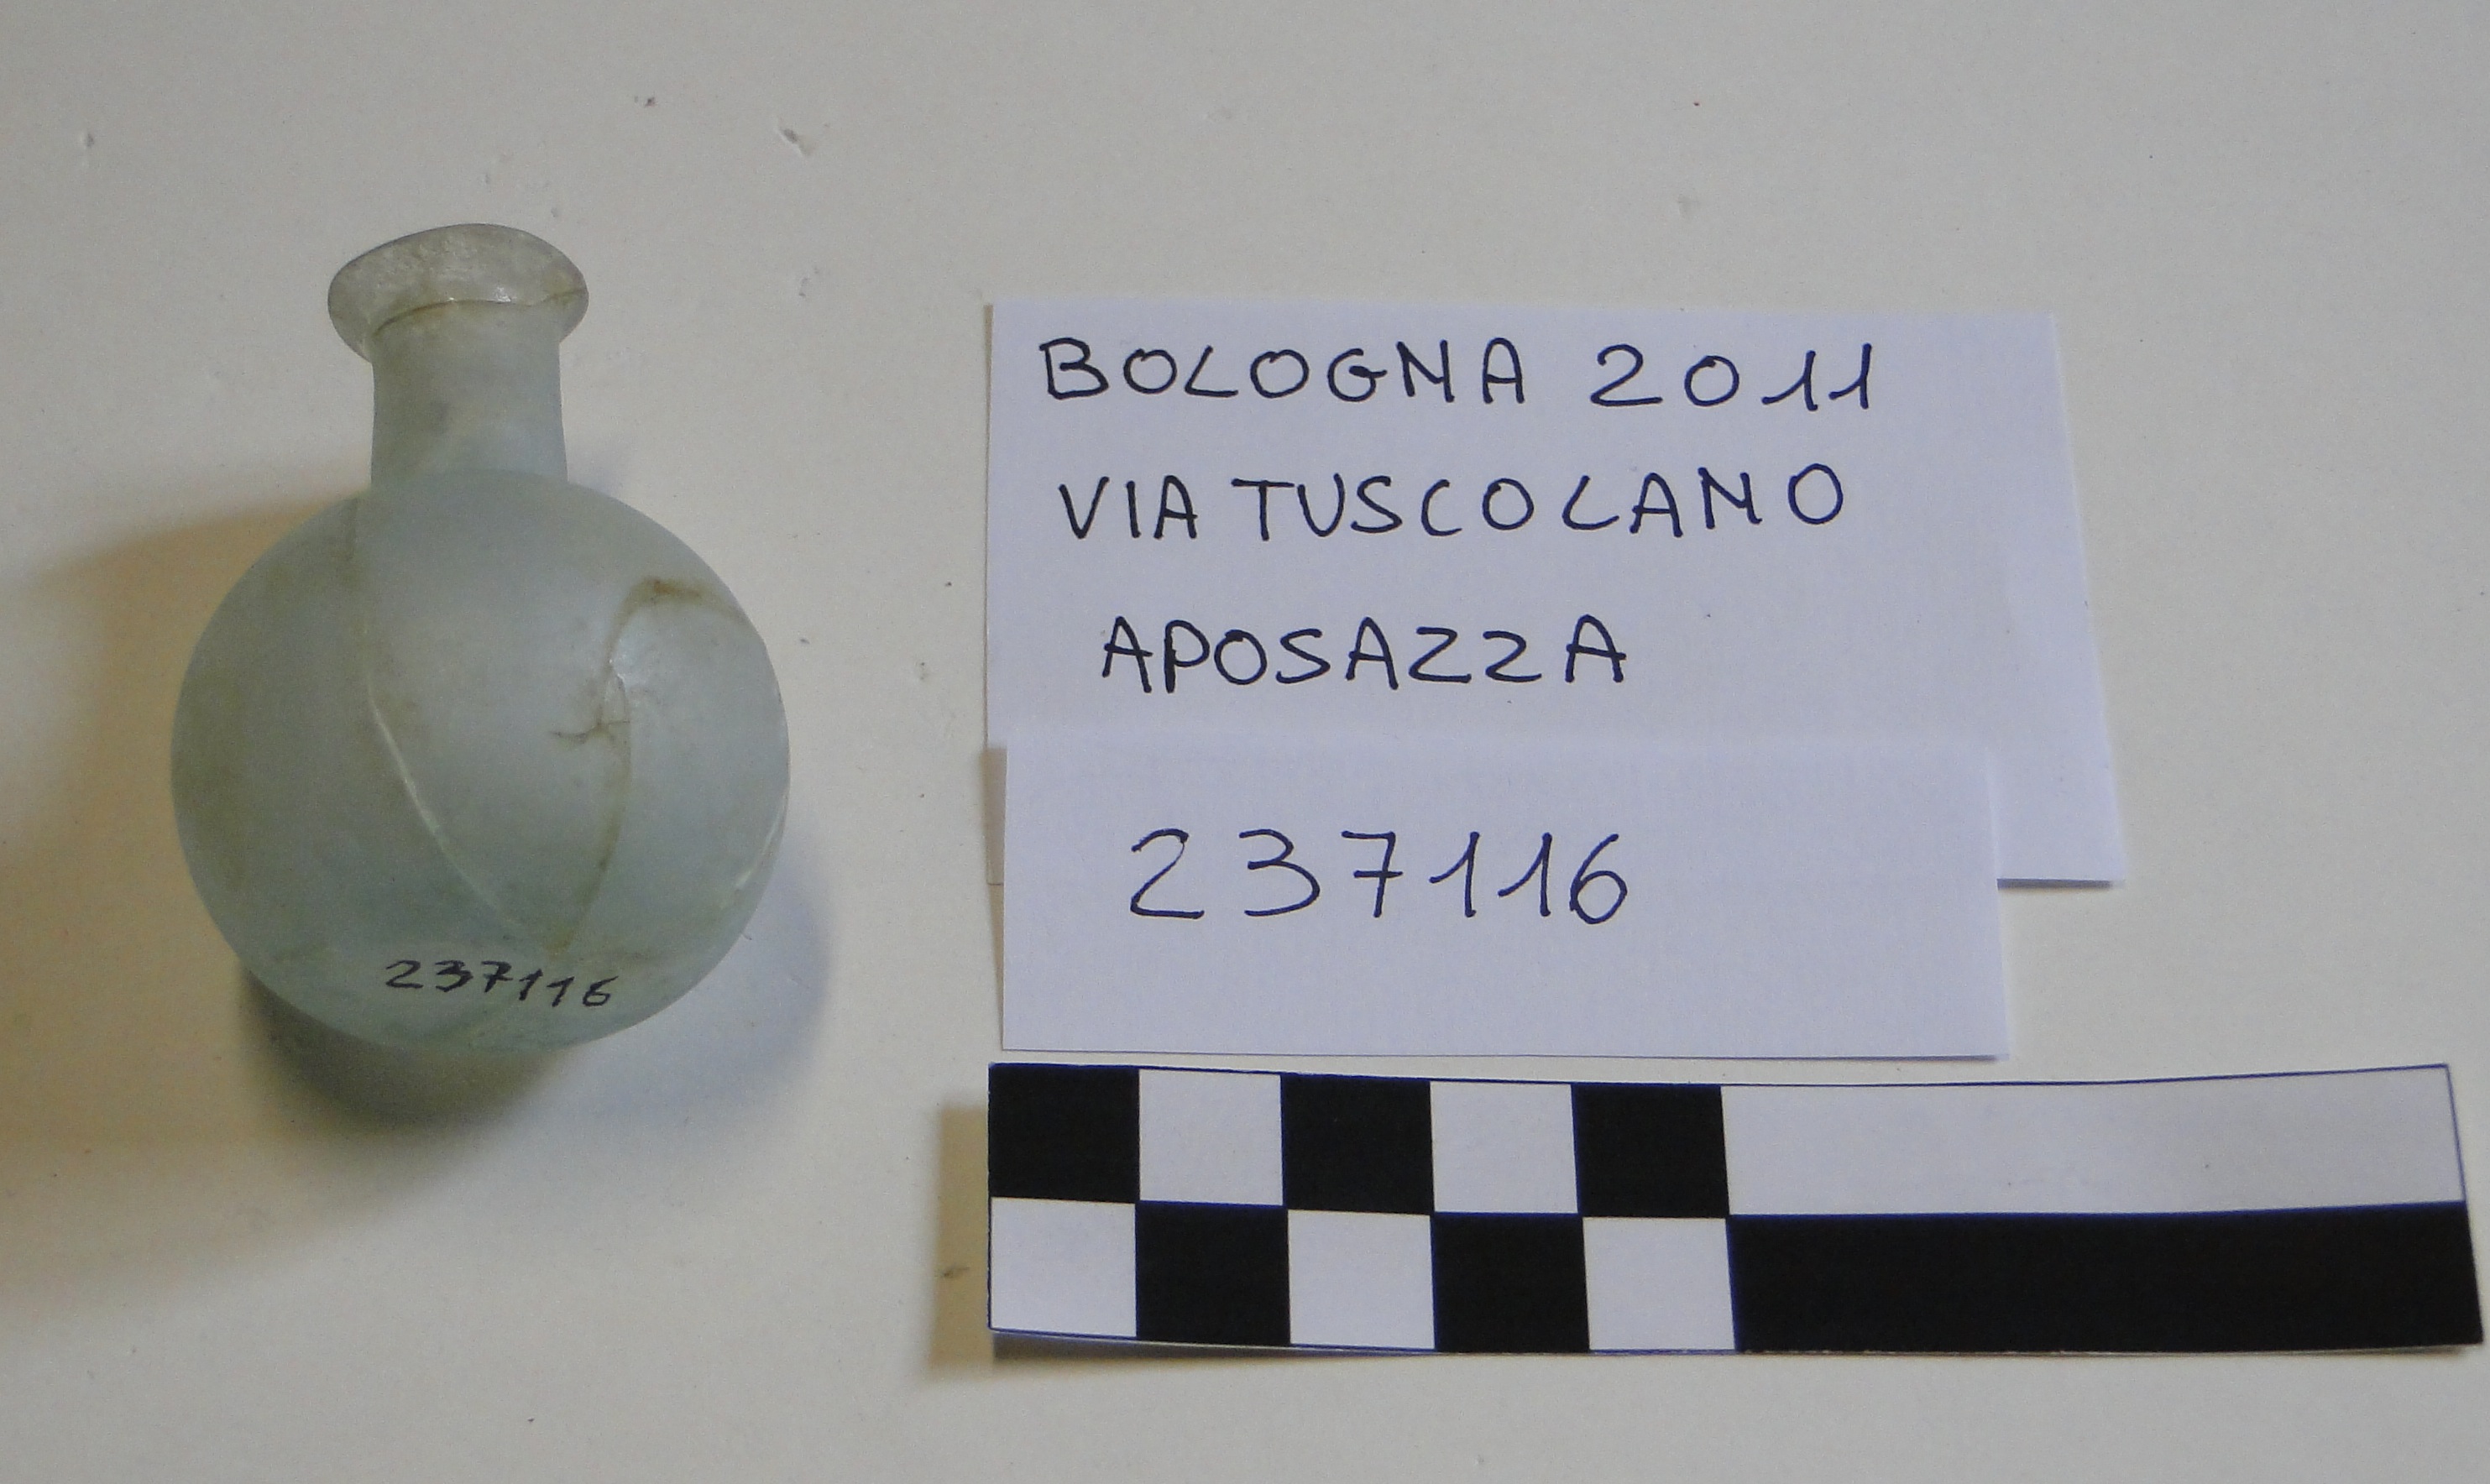 BOLOGNA 2011
VIA TUSCOLANO
APOSAZZA
237116
237116